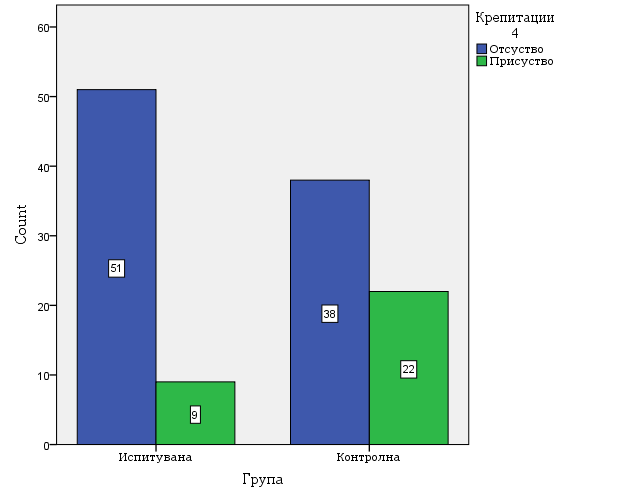 Крепитации
4
Отсуство
Присуство
Count
60
50
40
30
20
10
0
51
9
38
22
Испитувана
Контролна
Група